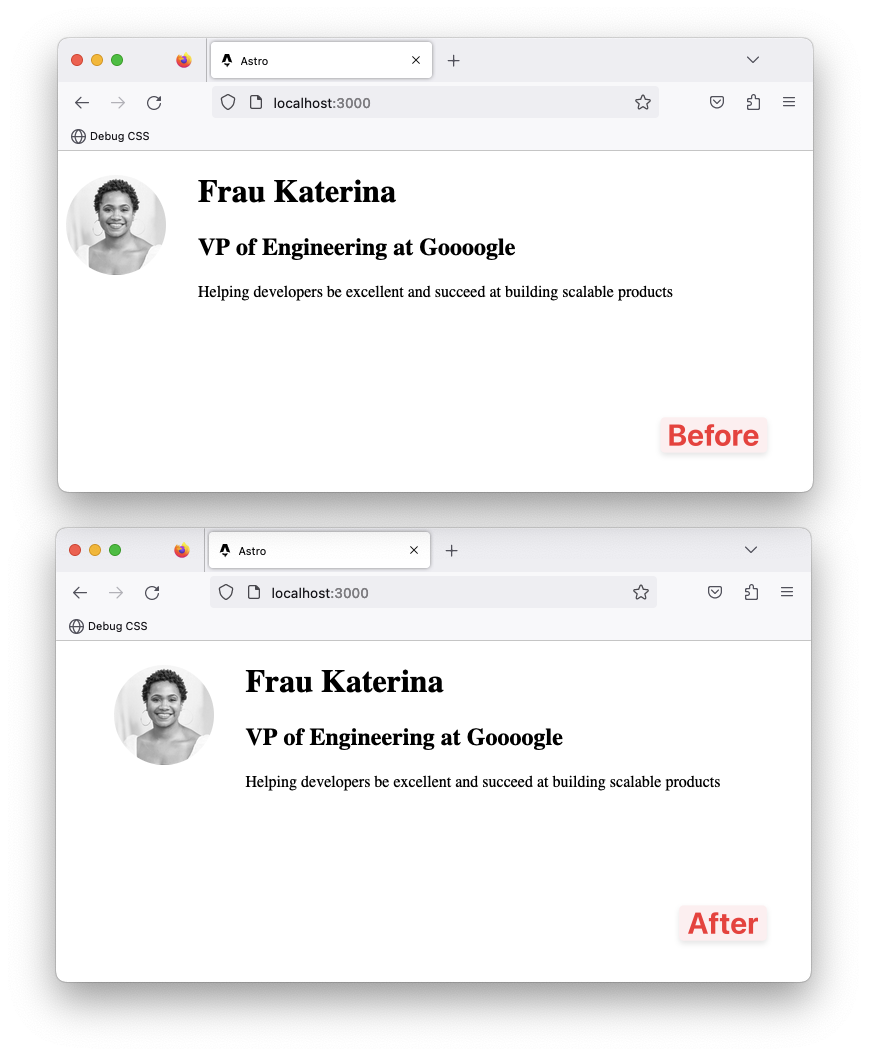 Astro
localhost:3000
Debug CSS
Frau Katerina
VP of Engineering at Goooogle
Helping developers be excellent and succeed at building scalable products
Before
Astro
localhost:3000
Debug CSS
Frau Katerina
VP of Engineering at Goooogle
Helping developers be excellent and succeed at building scalable products
After